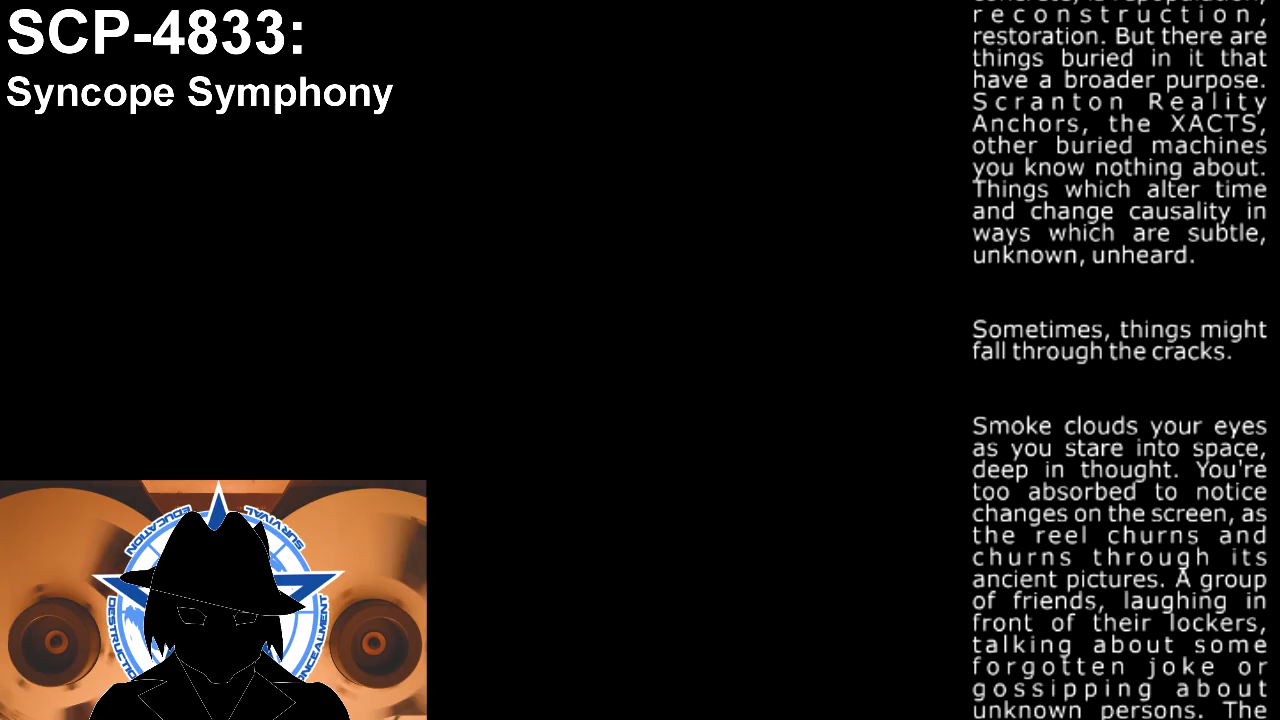 SCP-4833:
Syncope Symphony
concrete, is repopulation,
reconstruction,
restoration. But there are
things buried in it that
have a broader purpose.
Scranton Reality
Anchors, the XACTS,
other buried machines
you know nothing about.
Things which alter time
and change causality in
ways which are subtle,
unknown, unheard.
Sometimes, things might
fall through the cracks.
Smoke clouds your eyes
as you stare into space,
deep in thought. You're
too absorbed to notice
changes on the screen, as
the reel churns and
churns through its
ancient pictures. A group
of friends, laughing in
front of their lockers,
talking about some
forgotten joke or
gossipping about
unknown persons. The
EDUCATION
SURVIVAL